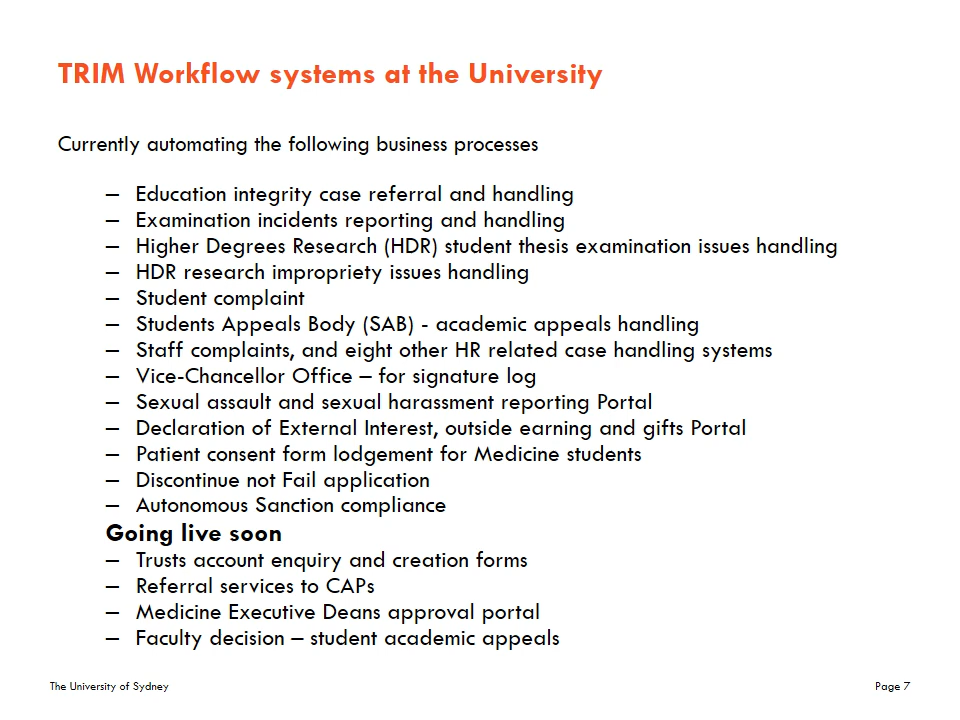 TRIM Workflow systems at the University
Currently automating the following business processes
– Education integrity case referral and handling
– Examination incidents reporting and handling
– Higher Degrees Research (HDR) student thesis examination issues handling
– HDR research impropriety issues handling
– Student complaint
– Students Appeals Body (SAB) - academic appeals handling
– Staff complaints, and eight other HR related case handling systems
– Vice-Chancellor Office – for signature log
– Sexual assault and sexual harassment reporting Portal
– Declaration of External Interest, outside earning and gifts Portal
– Patient consent form lodgement for Medicine students
– Discontinue not Fail application
– Autonomous Sanction compliance
Going live soon
– Trusts account enquiry and creation forms
– Referral services to CAPs
– Medicine Executive Deans approval portal
– Faculty decision – student academic appeals
The University of Sydney
Page 7